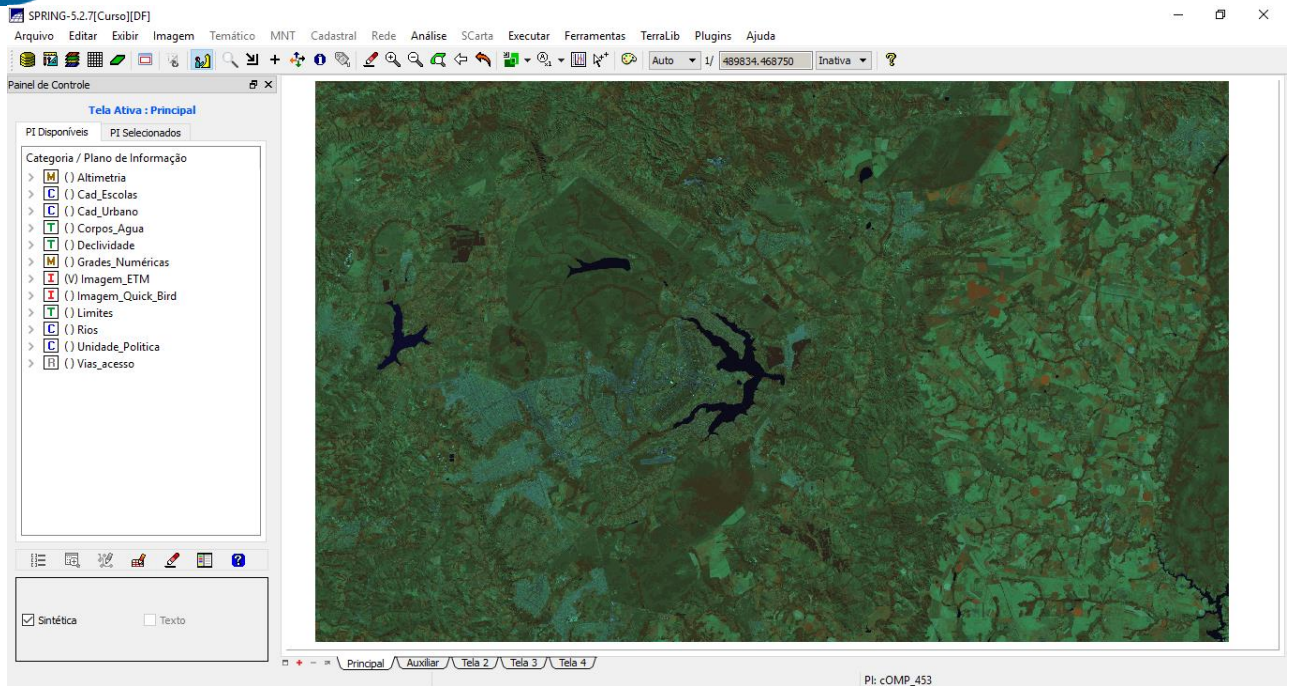 SPRING-5.2.7[Curso][DF]
Arquivo Editar Exibir Imagem Temático MNT Cadastral Rede Análise SCarta Executar Ferramentas TerraLib Plugins Ajuda
Auto 1/ 489834.468750 Inativa
Painel de Controle
Tela Ativa : Principal
PI Disponíveis PI Selecionados
Categoria / Plano de Informação
M () Altimetria
C () Cad_Escolas
C () Cad_Urbano
T () Corpos_Agua
T () Declividade
M () Grades_Numéricas
I (V) Imagem_ETM
I () Imagem_Quick_Bird
T () Limites
C () Rios
C () Unidade_Politica
R () Vias_acesso
Sintética Texto
Principal Auxiliar Tela 2 Tela 3 Tela 4
PI: cOMP_453